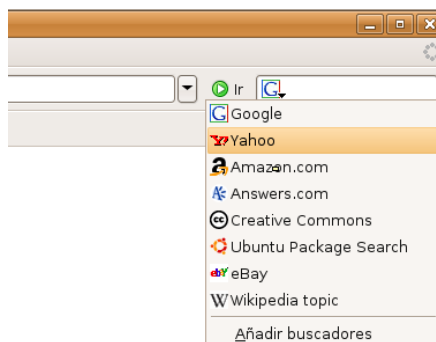 Ir G
Google
Yahoo
Amazon.com
Answers.com
Creative Commons
Ubuntu Package Search
eBay
Wikipedia topic
Añadir buscadores